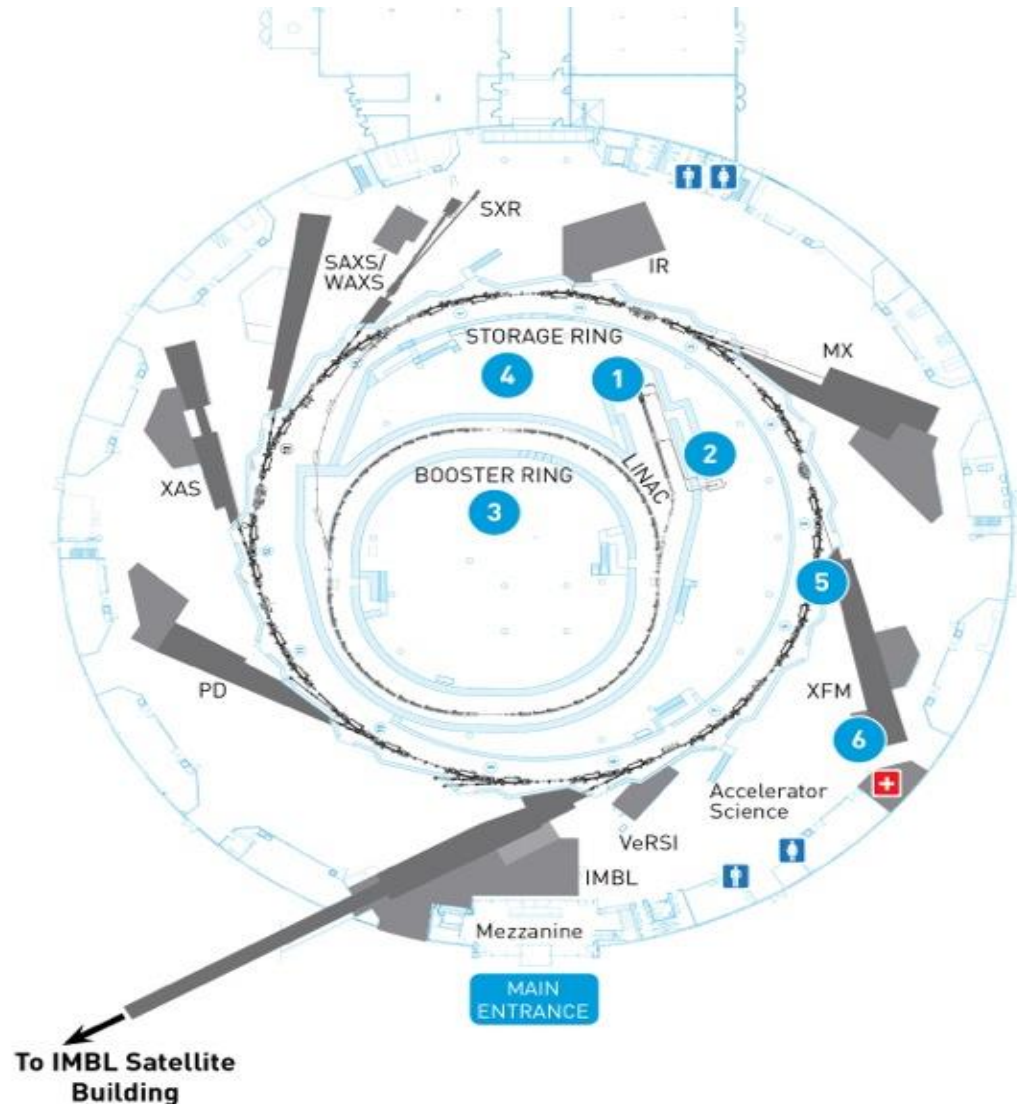 SXR
SAXS/
WAXS
IR
STORAGE RING
MX
4
1
2
LINAC
BOOSTER RING
XAS
3
5
PD
XFM
6
Accelerator
Science
VeRSI
IMBL
Mezzanine
MAIN
ENTRANCE
To IMBL Satellite
Building